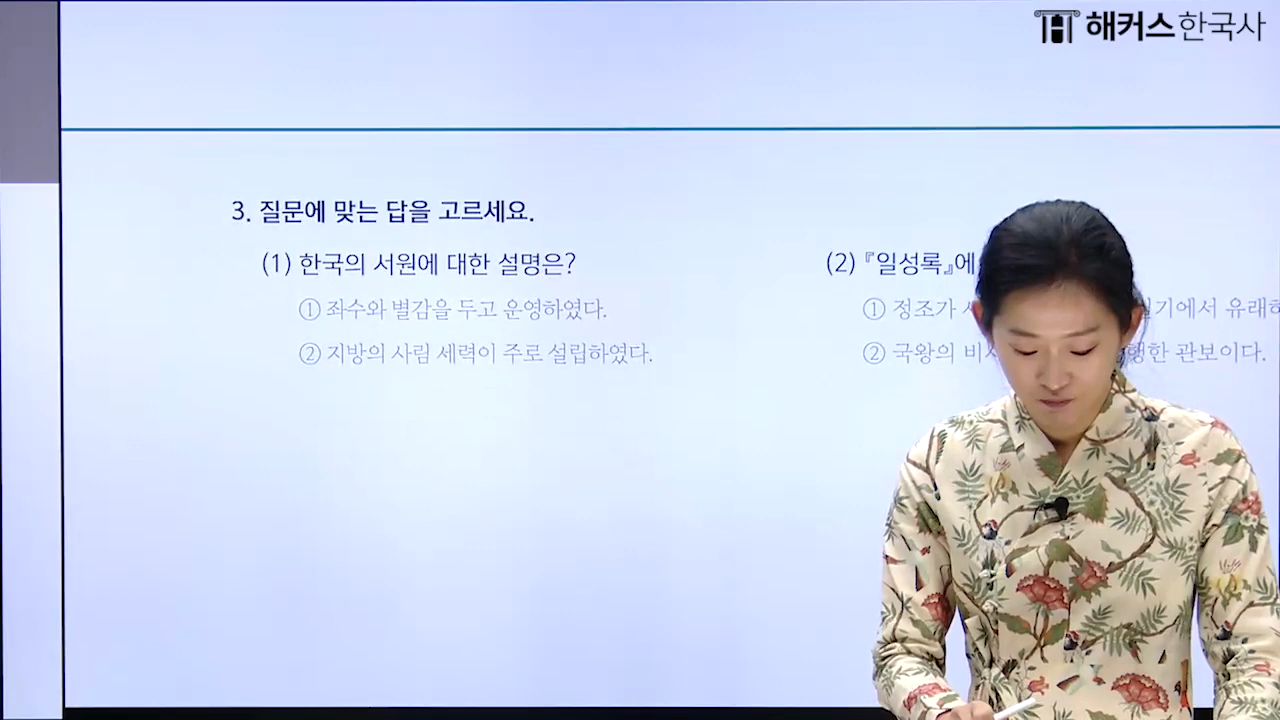 해커스한국사
3. 질문에 맞는 답을 고르세요.
(1) 한국의 서원에 대한 설명은?
① 좌수와 별감을 두고 운영하였다.
② 지방의 사림 세력이 주로 설립하였다.
(2) 『일성록』에
① 정조가 일기에서 유래하
② 국왕의 비서 관보이다.